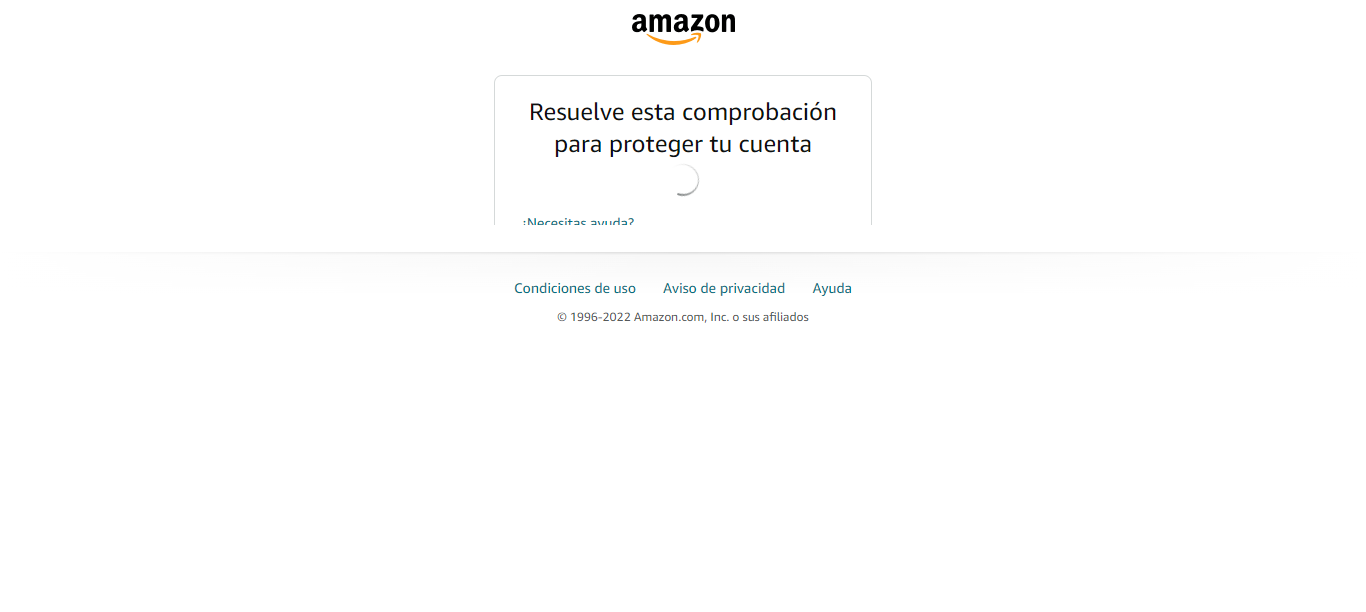 amazon
Resuelve esta comprobación
para proteger tu cuenta
¿Necesitas ayuda?
Condiciones de uso Aviso de privacidad Ayuda
© 1996-2022 Amazon.com, Inc. o sus afiliados